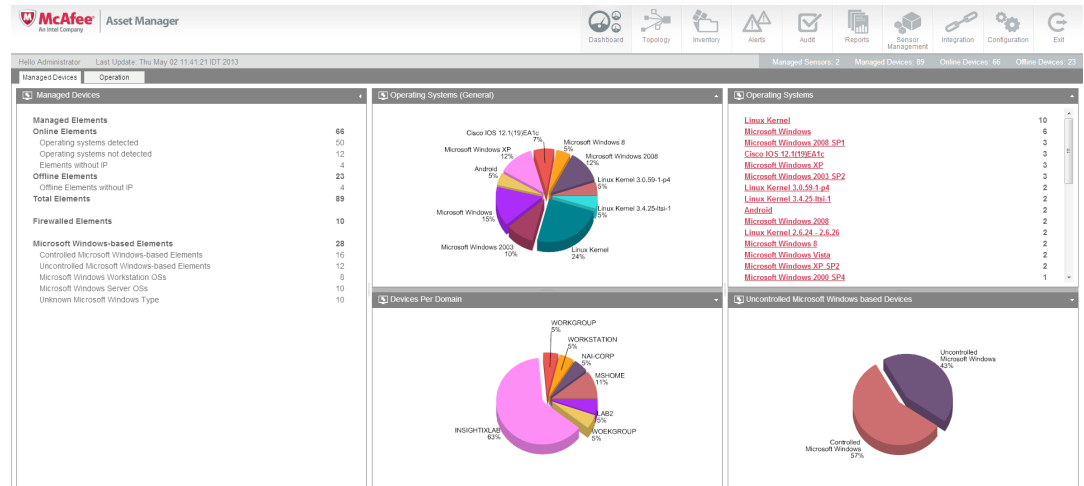 McAfee®
An Intel Company
Asset Manager
Dashboard
Topology
Inventory
Alerts
Audit
Reports
Sensor
Management
Integration
Configuration
Exit
Hello Administrator Last Update: Thu May 02 11:41:21 IDT 2013
Managed Sensors: 2 Managed Devices: 89 Online Devices: 66 Offline Devices: 23
Managed Devices Operation
Managed Devices
Managed Elements
Online Elements 66
Operating systems detected 50
Operating systems not detected 12
Elements without IP 4
Offline Elements 23
Offline Elements without IP 4
Total Elements 89
Firewalled Elements 10
Microsoft Windows-based Elements 28
Controlled Microsoft Windows-based Elements 16
Uncontrolled Microsoft Windows-based Elements 12
Microsoft Windows Workstation OSs 8
Microsoft Windows Server OSs 10
Unknown Microsoft Windows Type 10
Operating Systems (General)
Cisco IOS 12.1(19)EA1c
7%
Microsoft Windows 8
5%
Microsoft Windows XP
12%
Microsoft Windows 2008
12%
Android
5%
Linux Kernel 3.0.59-1-p4
5%
Linux Kernel 3.4.25-ltsi-1
5%
Microsoft Windows
15%
Microsoft Windows 2003
10%
Linux Kernel
24%
Operating Systems
Linux Kernel 10
Microsoft Windows 6
Microsoft Windows 2008 SP1 3
Cisco IOS 12.1(19)EA1c 3
Microsoft Windows XP 3
Microsoft Windows 2003 SP2 3
Linux Kernel 3.0.59-1-p4 2
Linux Kernel 3.4.25-ltsi-1 2
Android 2
Microsoft Windows 2008 2
Linux Kernel 2.6.24 - 2.6.26 2
Microsoft Windows 8 2
Microsoft Windows Vista 2
Microsoft Windows XP SP2 2
Microsoft Windows 2000 SP4 1
Devices Per Domain
WORKGROUP
5%
WORKSTATION
5%
NAI-CORP
5%
MSHOME
11%
ILAB2
5%
WOEKGROUP
5%
INSIGHTIXLAB
63%
Uncontrolled Microsoft Windows based Devices
Uncontrolled
Microsoft Windows
43%
Controlled
Microsoft Windows
57%